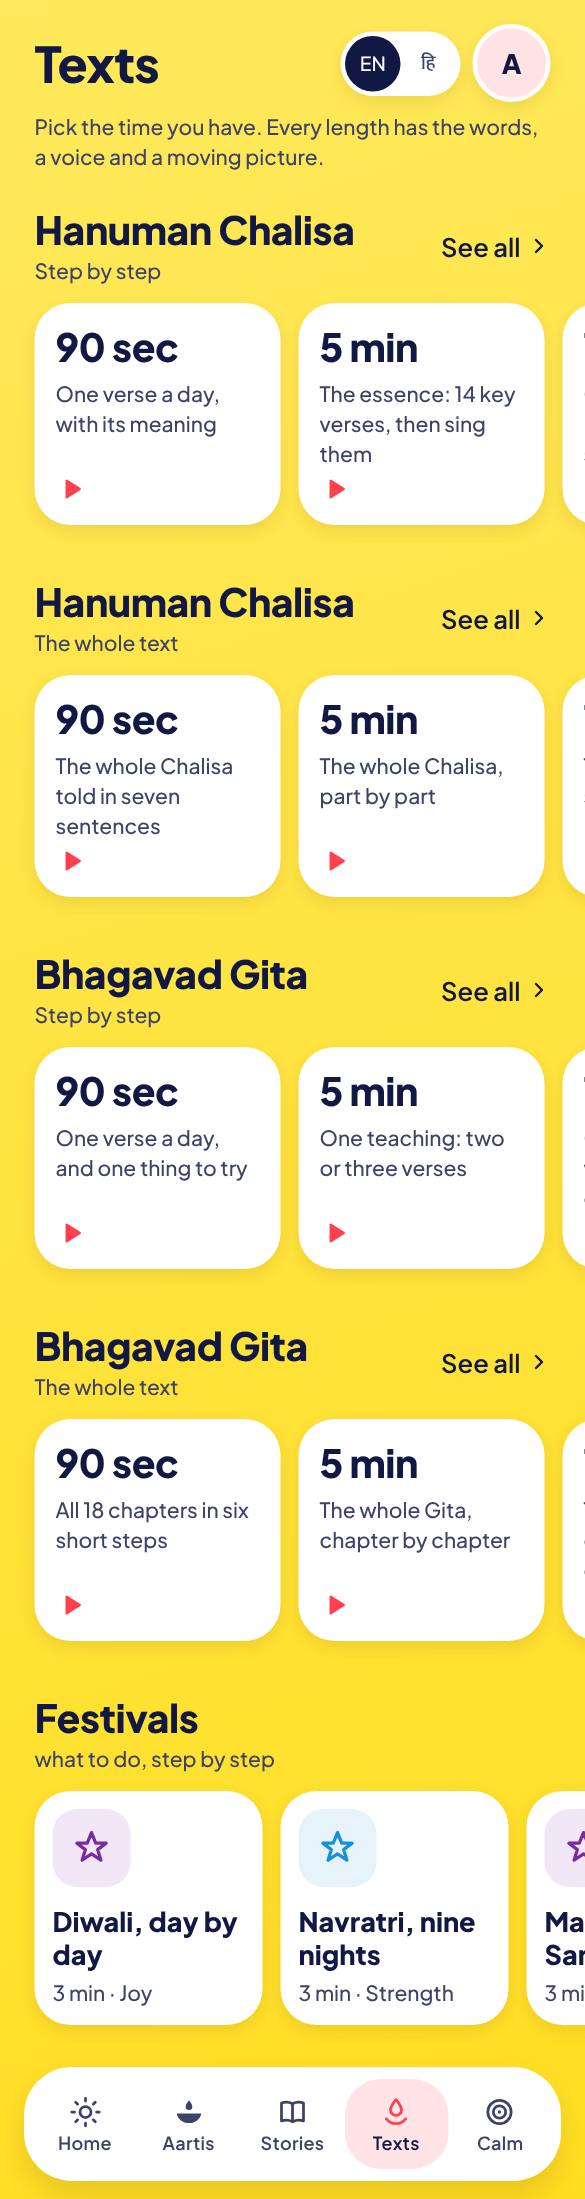 Texts
EN हि A
Pick the time you have. Every length has the words,
a voice and a moving picture.
Hanuman Chalisa
See all
Step by step
90 sec
One verse a day,
with its meaning
5 min
The essence: 14 key
verses, then sing
them
Hanuman Chalisa
See all
The whole text
90 sec
The whole Chalisa
told in seven
sentences
5 min
The whole Chalisa,
part by part
Bhagavad Gita
See all
Step by step
90 sec
One verse a day,
and one thing to try
5 min
One teaching: two
or three verses
Bhagavad Gita
See all
The whole text
90 sec
All 18 chapters in six
short steps
5 min
The whole Gita,
chapter by chapter
Festivals
what to do, step by step
Diwali, day by
day
3 min · Joy
Navratri, nine
nights
3 min · Strength
3 mi
Home Aartis Stories Texts Calm